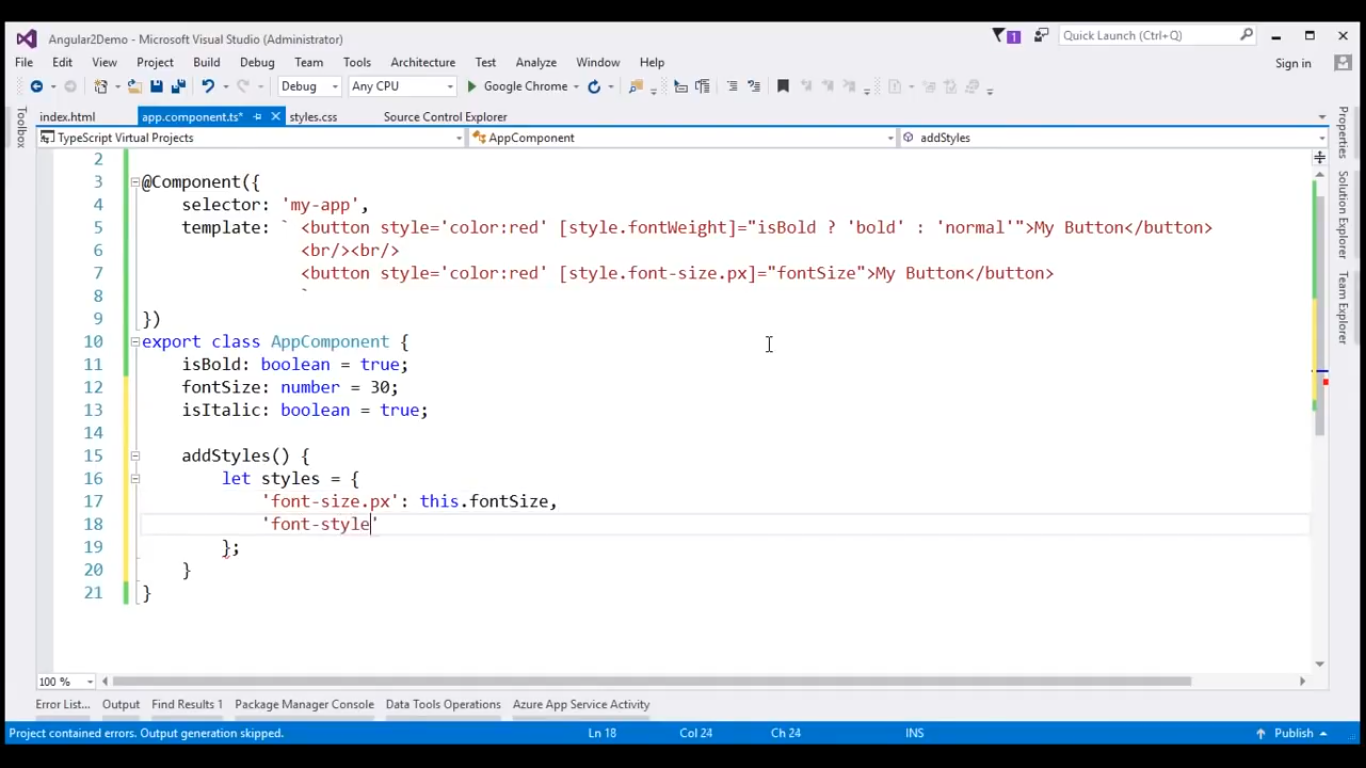 Angular2Demo - Microsoft Visual Studio (Administrator)
1
Quick Launch (Ctrl+Q)
File Edit View Project Build Debug Team Tools Architecture Test Analyze Window Help
Sign in
Debug Any CPU Google Chrome
index.html app.component.ts* styles.css Source Control Explorer
TypeScript Virtual Projects AppComponent addStyles
Toolbox
Properties
Solution Explorer
Team Explorer
2
3 @Component({
4 selector: 'my-app',
5 template: ` <button style='color:red' [style.fontWeight]="isBold ? 'bold' : 'normal'">My Button</button>
6 <br/><br/>
7 <button style='color:red' [style.font-size.px]="fontSize">My Button</button>
8 `
9 })
10 export class AppComponent {
11 isBold: boolean = true;
12 fontSize: number = 30;
13 isItalic: boolean = true;
14
15 addStyles() {
16 let styles = {
17 'font-size.px': this.fontSize,
18 'font-style'
19 };
20 }
21 }
100 %
Error List... Output Find Results 1 Package Manager Console Data Tools Operations Azure App Service Activity
Project contained errors. Output generation skipped. Ln 18 Col 24 Ch 24 INS Publish